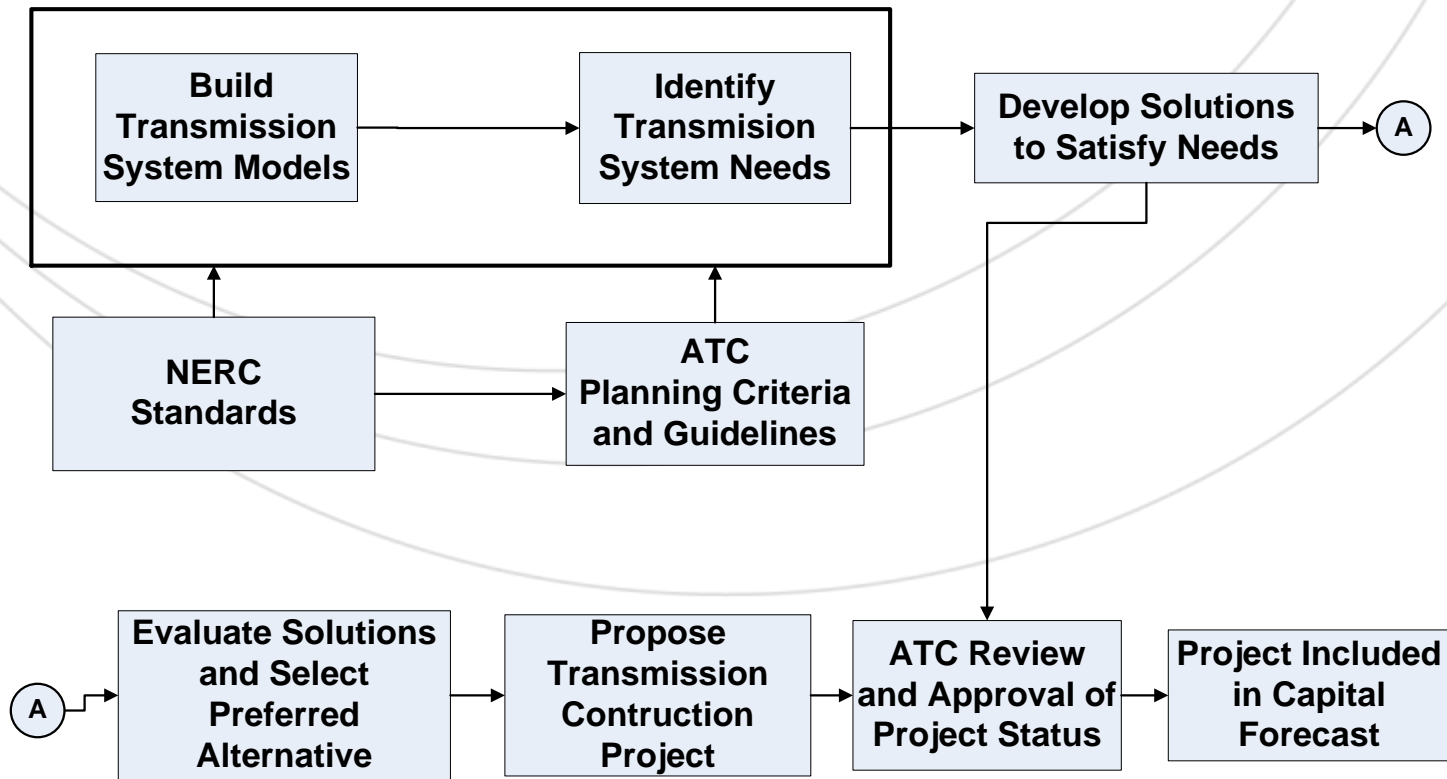 Build
Transmission
System Models
Identify
Transmision
System Needs
Develop Solutions
to Satisfy Needs
A
NERC
Standards
ATC
Planning Criteria
and Guidelines
A
Evaluate Solutions
and Select
Preferred
Alternative
Propose
Transmission
Contruction
Project
ATC Review
and Approval of
Project Status
Project Included
in Capital
Forecast